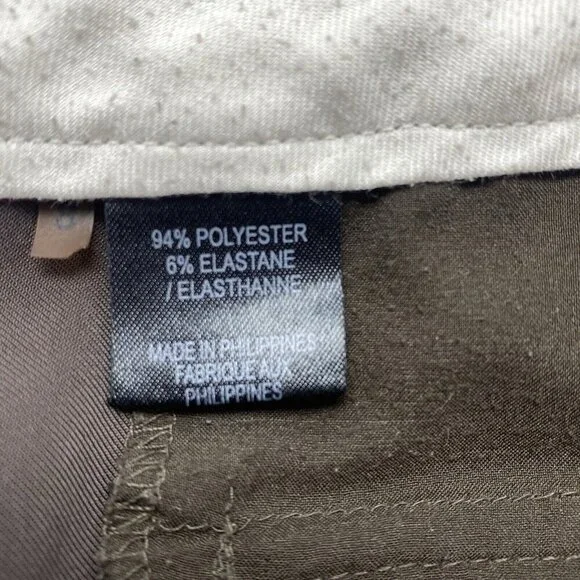 94% POLYESTER
6% ELASTANE
/ ELASTHANNE
MADE IN PHILIPPINES
FABRIQUE AUX
PHILIPPINES